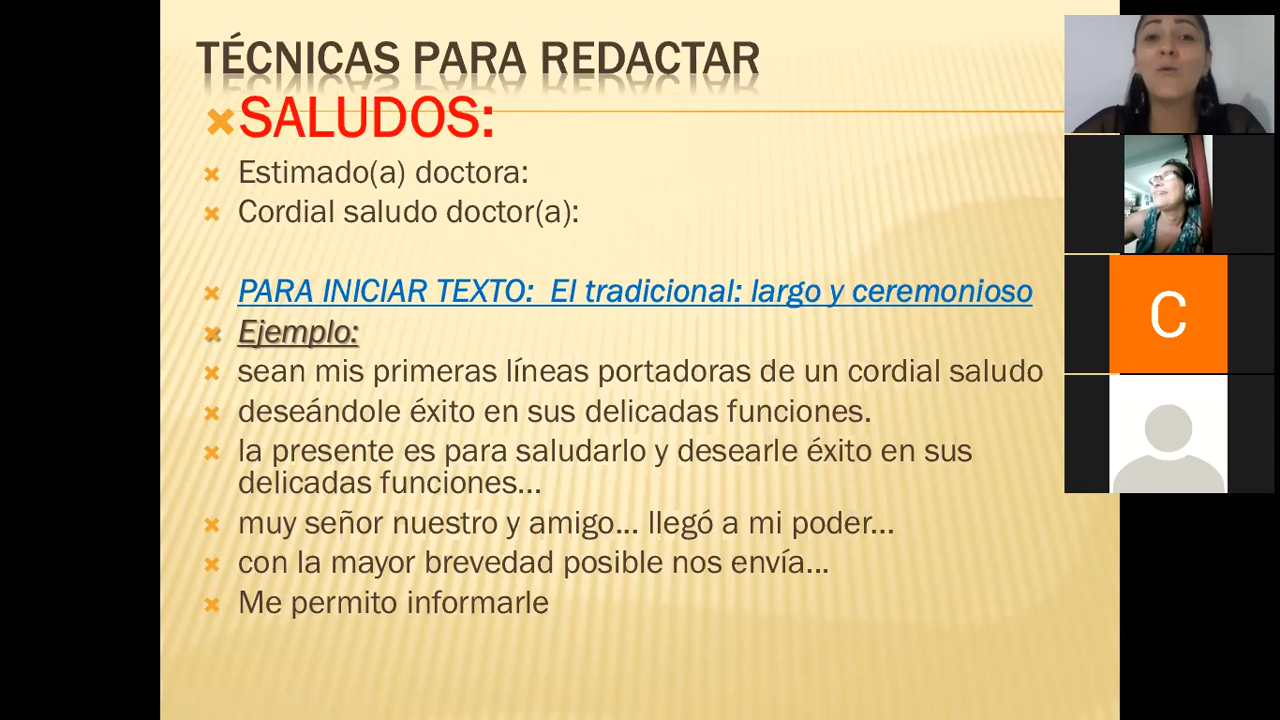 TÉCNICAS PARA REDACTAR
SALUDOS:
Estimado(a) doctora:
Cordial saludo doctor(a):
PARA INICIAR TEXTO: El tradicional: largo y ceremonioso
Ejemplo:
sean mis primeras líneas portadoras de un cordial saludo
deseándole éxito en sus delicadas funciones.
la presente es para saludarlo y desearle éxito en sus
delicadas funciones...
muy señor nuestro y amigo... llegó a mi poder...
con la mayor brevedad posible nos envía...
Me permito informarle
C